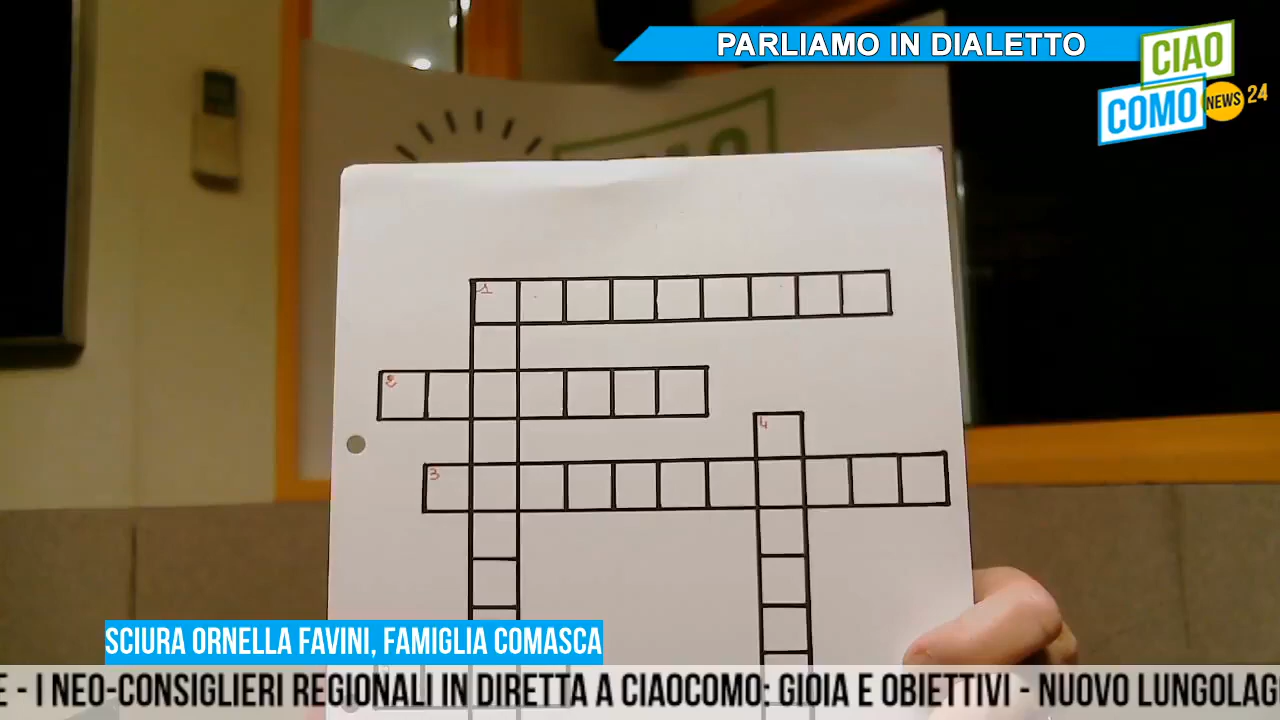 PARLIAMO IN DIALETTO
CIAO
COMO
NEWS 24
1
2
4
3
SCIURA ORNELLA FAVINI, FAMIGLIA COMASCA
E - I NEO-CONSIGLIERI REGIONALI IN DIRETTA A CIAOCOMO: GIOIA E OBIETTIVI - NUOVO LUNGOLAG